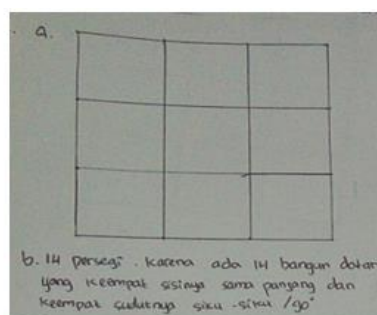 a.
b. 14 persegi . Karena ada 14 bangun datar
yang keempat sisinya sama panjang dan
keempat sudutnya siku-siku /90°